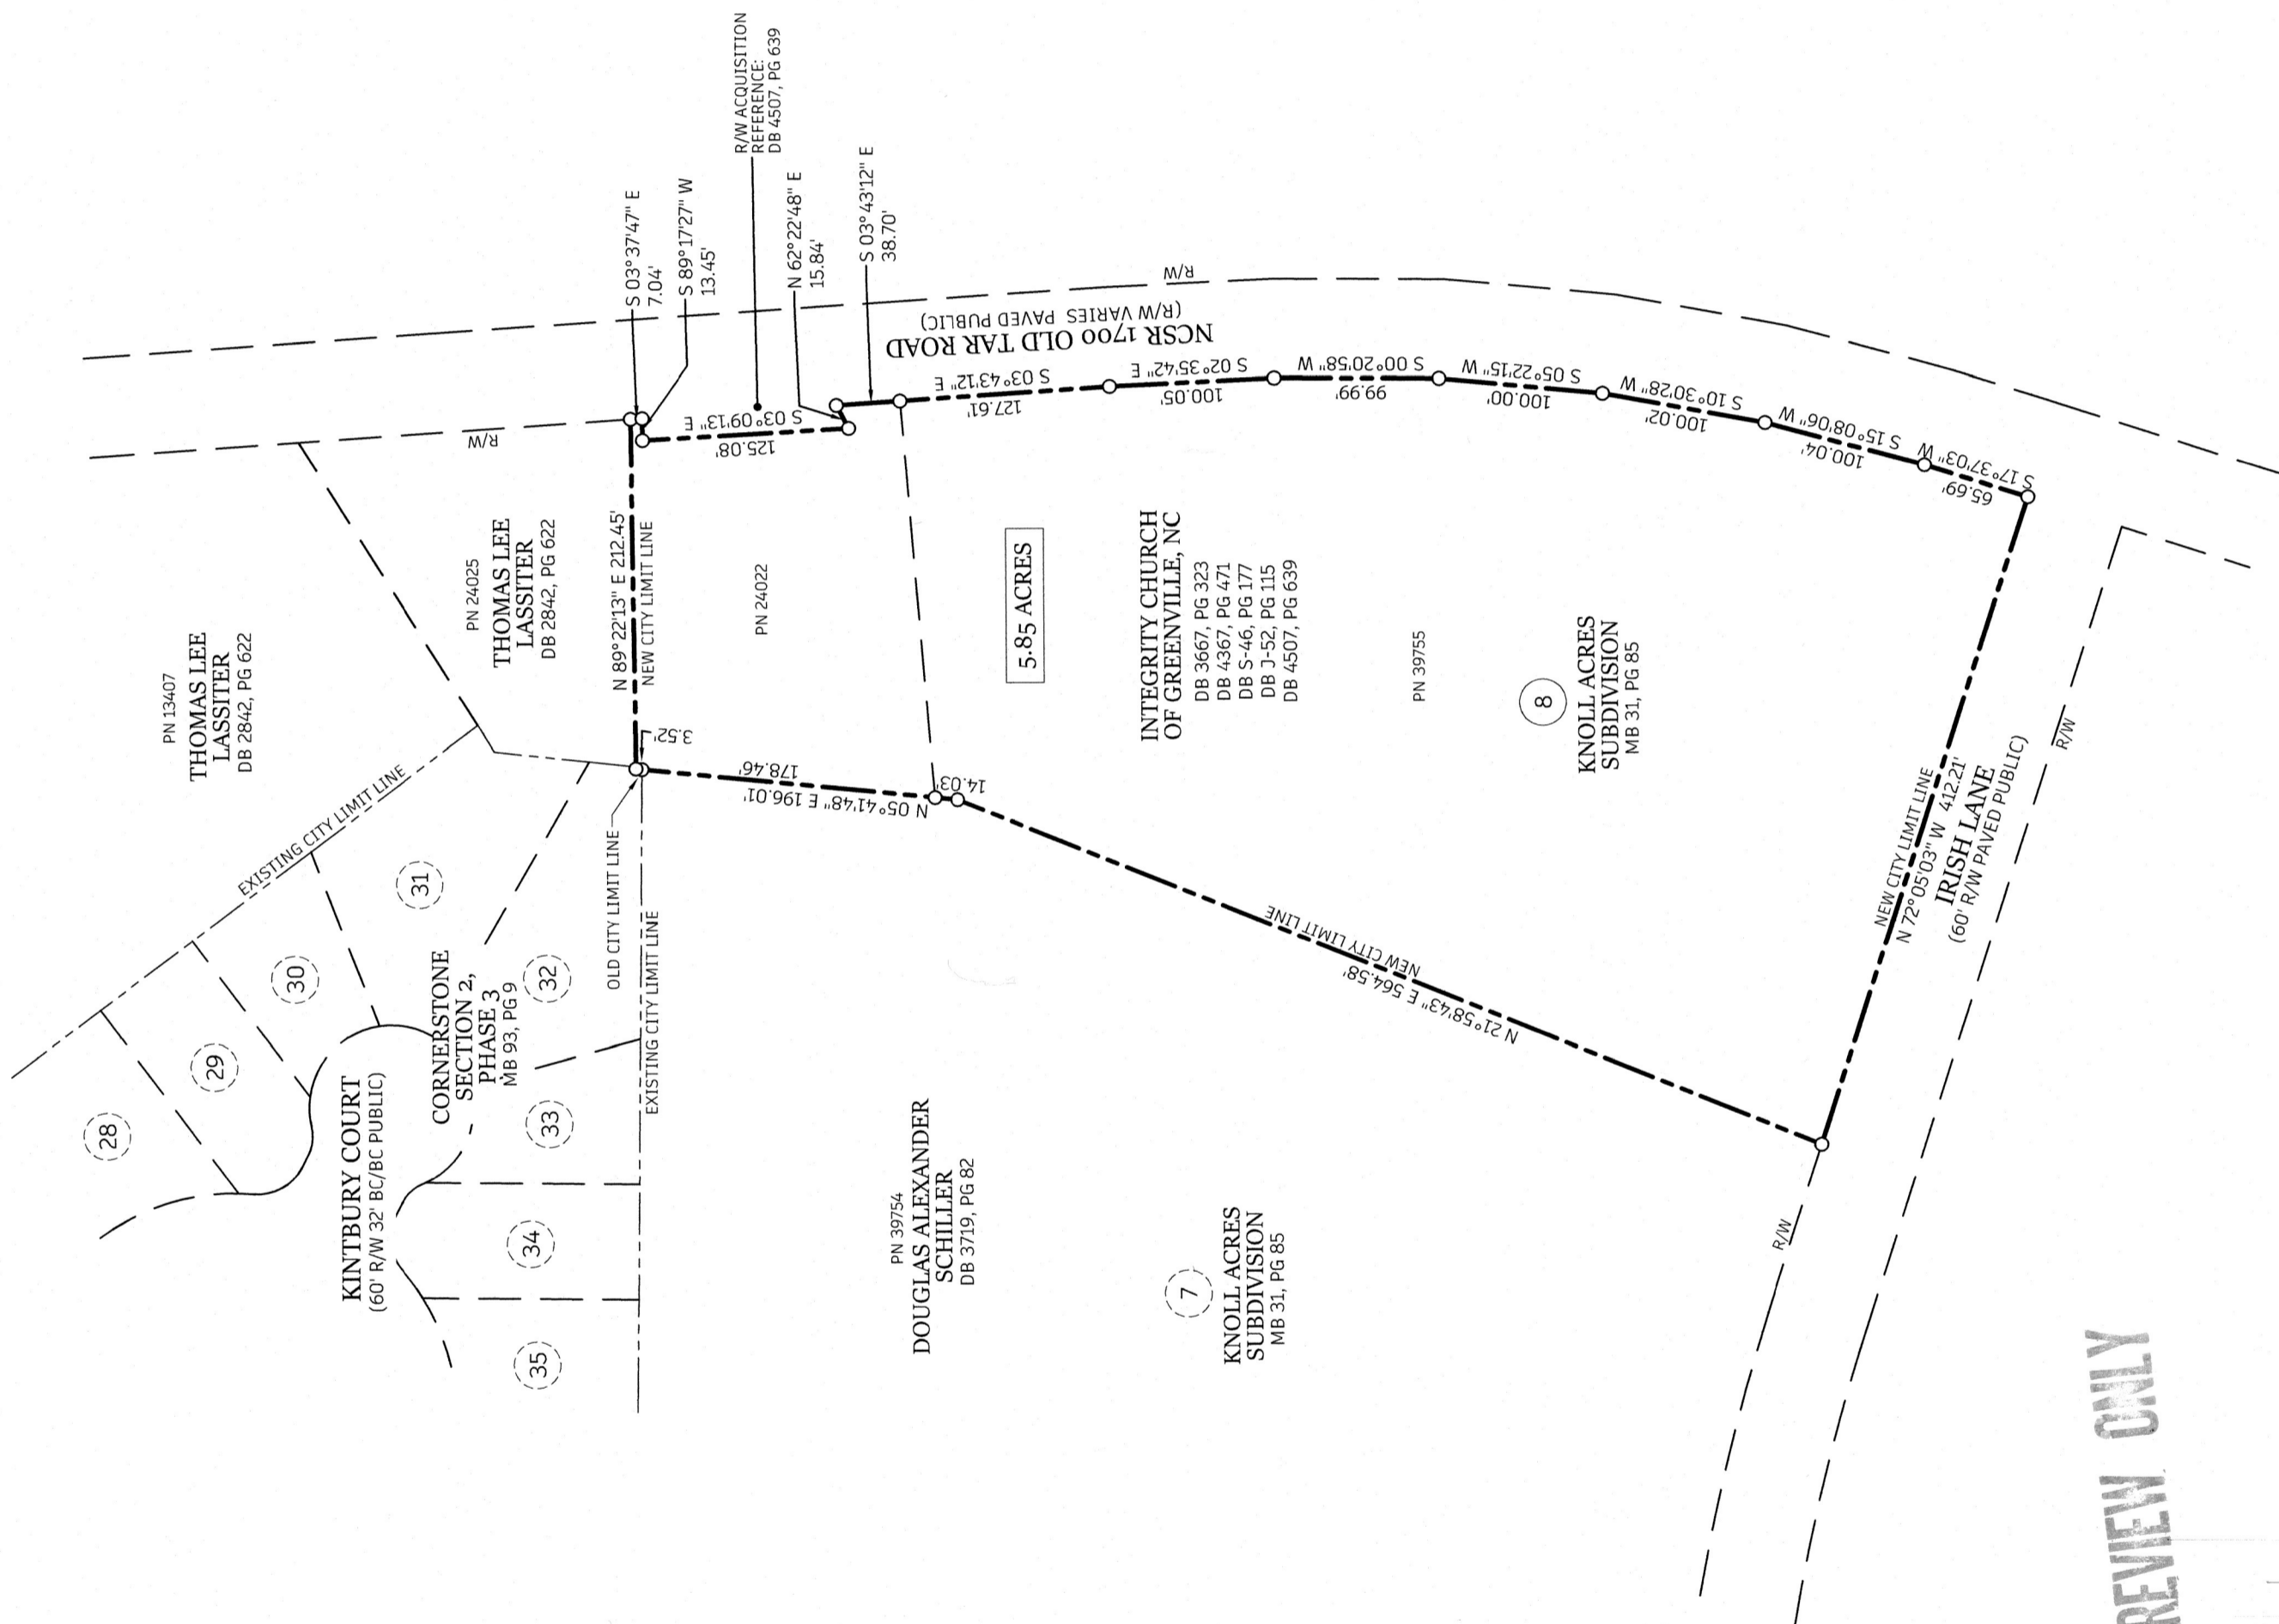 PN 13407
THOMAS LEE
LASSITER
DB 2842, PG 622
R/W
PN 24025
THOMAS LEE
LASSITER
DB 2842, PG 622
EXISTING CITY LIMIT LINE
28
29
30
31
32
33
34
35
KINTBURY COURT
(60' R/W 32' BC/BC PUBLIC)
CORNERSTONE
SECTION 2,
PHASE 3
MB 93, PG 9
OLD CITY LIMIT LINE
EXISTING CITY LIMIT LINE
N 89°22'13" E 212.45'
NEW CITY LIMIT LINE
3.52'
S 03°37'47" E
7.04'
S 89°17'27" W
13.45'
R/W ACQUISITION
REFERENCE:
DB 4507, PG 639
N 62°22'48" E
15.84'
S 03°43'12" E
38.70'
S 03°09'13" E
125.08'
PN 24022
178.46'
N 05°41'48" E 196.01'
14.03'
NCSR 1700 OLD TAR ROAD
(R/W VARIES PAVED PUBLIC)
R/W
S 03°43'12" E
127.61'
S 02°35'42" E
100.05'
S 00°20'58" W
99.99'
S 05°22'15" W
100.00'
S 10°30'28" W
100.02'
S 15°08'06" W
100.04'
S 17°37'03" W
65.69'
5.85 ACRES
INTEGRITY CHURCH
OF GREENVILLE, NC
DB 3667, PG 323
DB 4367, PG 471
DB S-46, PG 177
DB J-52, PG 115
DB 4507, PG 639
PN 39755
8
KNOLL ACRES
SUBDIVISION
MB 31, PG 85
NEW CITY LIMIT LINE
N 21°58'43" E 564.58'
PN 39754
DOUGLAS ALEXANDER
SCHILLER
DB 3719, PG 82
7
KNOLL ACRES
SUBDIVISION
MB 31, PG 85
NEW CITY LIMIT LINE
N 72°05'03" W 412.21'
IRISH LANE
(60' R/W PAVED PUBLIC)
R/W
R/W
REVIEW ONLY